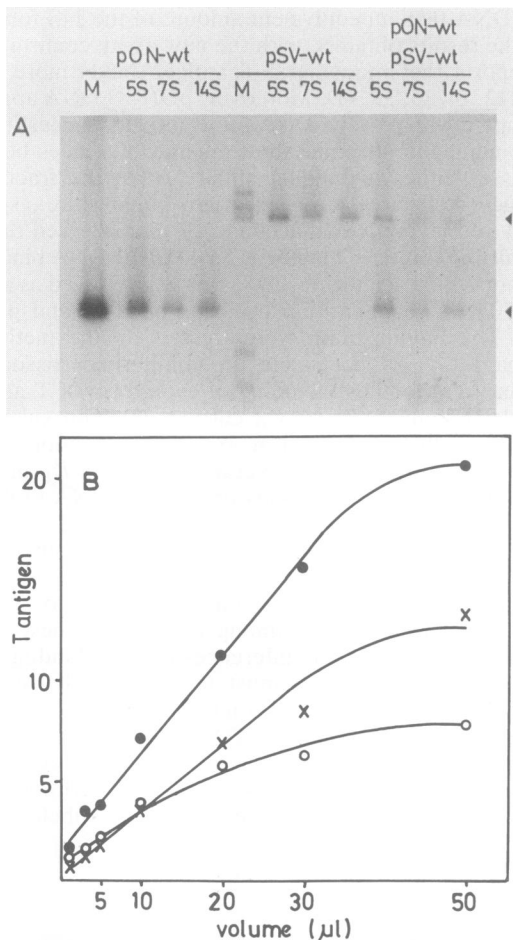 pON-wt
pON-wt pSV-wt pSV-wt
M 5S 7S 14S M 5S 7S 14S 5S 7S 14S
A
B
20
10
5
T antigen
5 10 20 30 50
volume (µl)